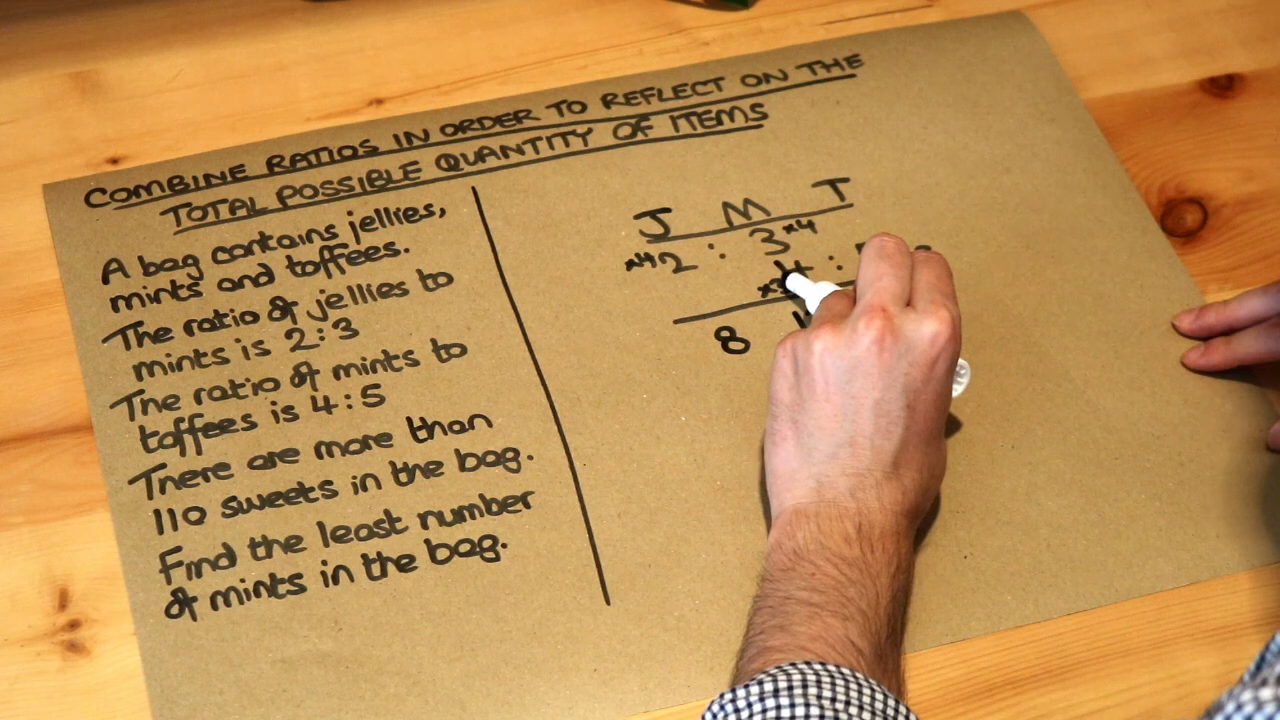 COMBINE RATIOS IN ORDER TO REFLECT ON THE
TOTAL POSSIBLE QUANTITY OF ITEMS
A bag contains jellies,
mints and toffees.
The ratio of jellies to
mints is 2:3
The ratio of mints to
toffees is 4:5
There are more than
110 sweets in the bag.
Find the least number
of mints in the bag.
J M T
×4 2 : 3 ×4
4 :
8